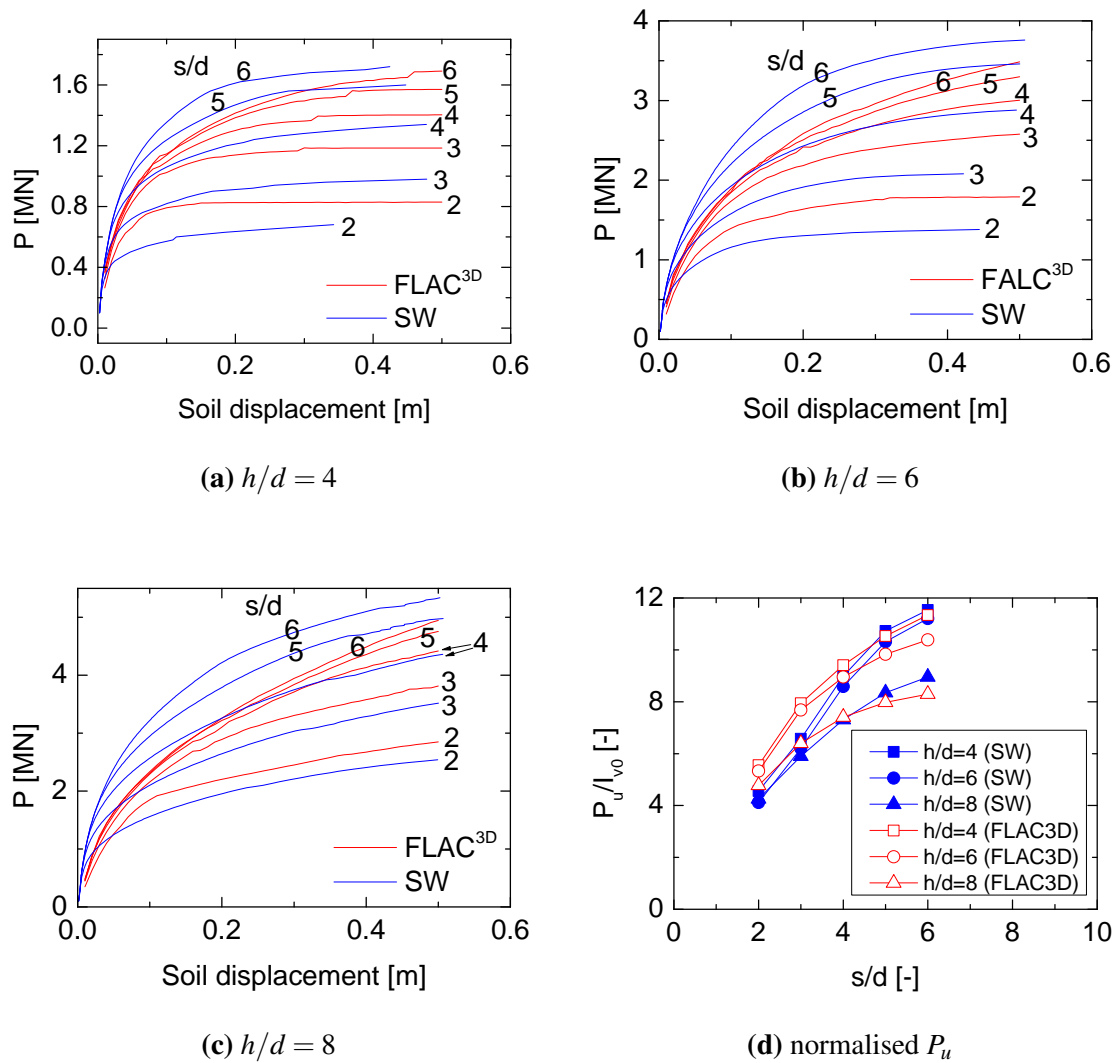 s/d
6
5
6
5
4
4
3
3
2
2
FLAC3D
SW
1.6
1.2
0.8
0.4
0.0
P [MN]
0.0 0.2 0.4 0.6
Soil displacement [m]
(a) h/d = 4
s/d
6
5
6
5
4
4
3
3
2
2
FALC3D
SW
4
3
2
1
0
P [MN]
0.0 0.2 0.4 0.6
Soil displacement [m]
(b) h/d = 6
s/d
6
5
6
5
4
3
3
2
2
FLAC3D
SW
4
2
0
P [MN]
0.0 0.2 0.4 0.6
Soil displacement [m]
(c) h/d = 8
12
8
4
0
Pu/Iv0 [-]
h/d=4 (SW)
h/d=6 (SW)
h/d=8 (SW)
h/d=4 (FLAC3D)
h/d=6 (FLAC3D)
h/d=8 (FLAC3D)
0 2 4 6 8 10
s/d [-]
(d) normalised Pu